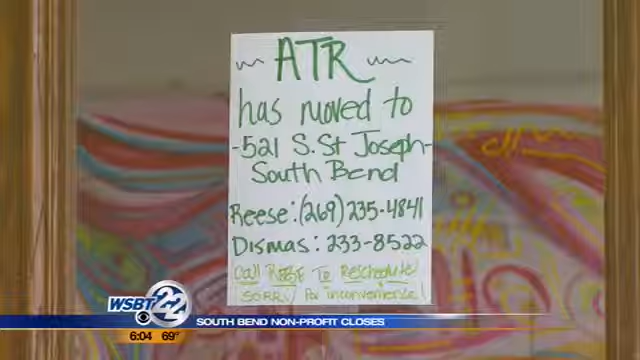 ~ ATR ~
has moved to
-521 S. St Joseph-
South Bend
Reese: (269) 235-4841
Dismas: 233-8522
Call REESE To Reschedule!
SORRY for inconvenience!
WSBT 22
6:04 69°
SOUTH BEND NON-PROFIT CLOSES